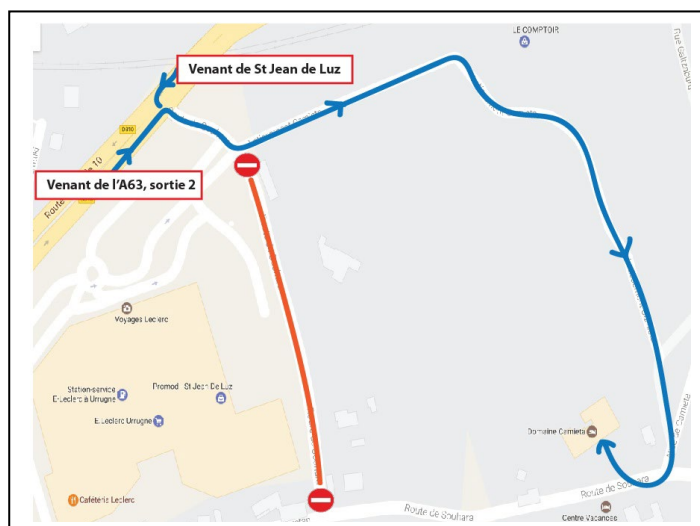 LE COMPTOIR
Venant de St Jean de Luz
D810
Venant de l'A63, sortie 2
Voyages Leclerc
Station-service
E.Leclerc à Urrugne
Promod - St Jean De Luz
E.Leclerc Urrugne
Domaine Camieta
Cafétéria Leclerc
Route de Souhara
Route de Souhara
Centre Vacances